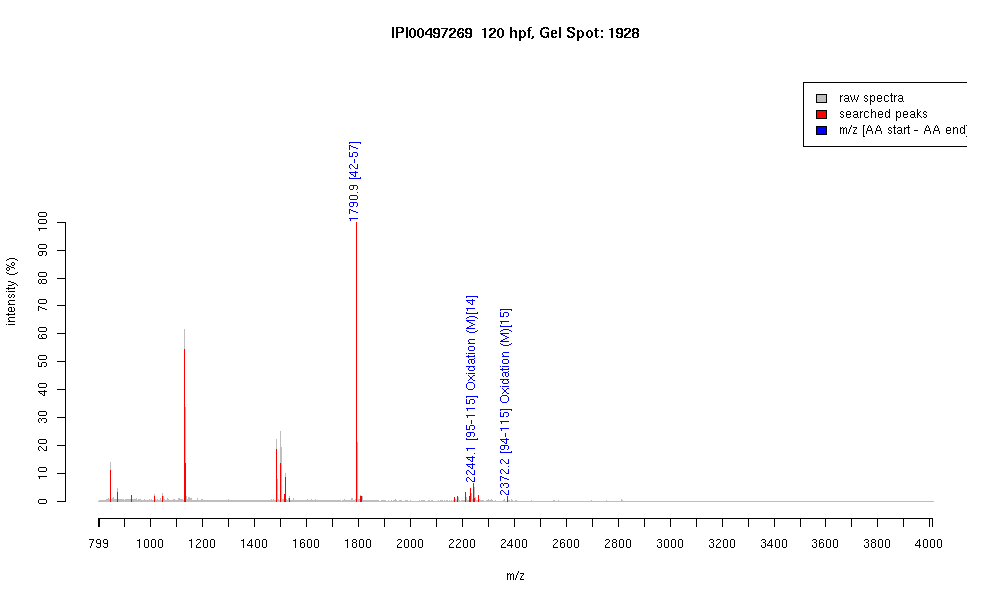 IPI00497269  120 hpf, Gel Spot: 1928
raw spectra
searched peaks
m/z [AA start - AA end]
1790.9 [42-57]
2244.1 [95-115] Oxidation (M)[14]
2372.2 [94-115] Oxidation (M)[15]
intensity (%)
100
90
80
70
60
50
40
30
20
10
0
799 1000 1200 1400 1600 1800 2000 2200 2400 2600 2800 3000 3200 3400 3600 3800 4000
m/z